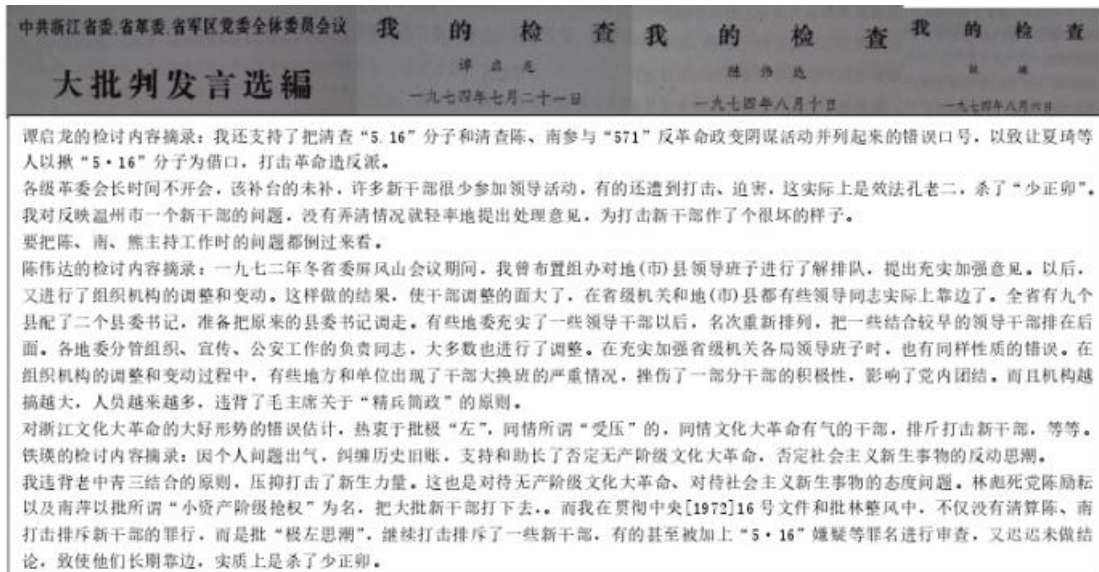 中共浙江省委、省革委、省军区党委全体委员会议
大批判发言选编
我的检查
谭启龙
一九七四年七月二十一日
我的检查
陈伟达
一九七四年八月十日
我的检查
铁瑛
一九七四年八月六日
谭启龙的检讨内容摘录：我还支持了把清查“5.16”分子和清查陈、南参与“571”反革命政变阴谋活动并列起来的错误口号，以致让夏琦等
人以揪“5·16”分子为借口，打击革命造反派。
各级革委会长时间不开会，该补台的未补，许多新干部很少参加领导活动，有的还遭到打击、迫害，这实际上是效法孔老二，杀了“少正卯”。
我对反映温州市一个新干部的问题，没有弄清情况就轻率地提出处理意见，为打击新干部作了个很坏的样子。
要把陈、南、熊主持工作时的问题都倒过来看。
陈伟达的检讨内容摘录：一九七二年冬省委屏风山会议期间，我曾布置组办对地(市)县领导班子进行了解排队，提出充实加强意见。以后，
又进行了组织机构的调整和变动。这样做的结果，使干部调整的面大了，在省级机关和地(市)县都有些领导同志实际上靠边了。全省有九个
县配了二个县委书记，准备把原来的县委书记调走。有些地委充实了一些领导干部以后，名次重新排列，把一些结合较早的领导干部排在后
面。各地委分管组织、宣传、公安工作的负责同志，大多数也进行了调整。在充实加强省级机关各局领导班子时，也有同样性质的错误。在
组织机构的调整和变动过程中，有些地方和单位出现了干部大换班的严重情况，挫伤了一部分干部的积极性，影响了党内团结。而且机构越
搞越大，人员越来越多，违背了毛主席关于“精兵简政”的原则。
对浙江文化大革命的大好形势的错误估计，热衷于批极“左”，同情所谓“受压”的，同情文化大革命有气的干部，排斥打击新干部，等等。
铁瑛的检讨内容摘录：因个人问题出气，纠缠历史旧账，支持和助长了否定无产阶级文化大革命，否定社会主义新生事物的反动思潮。
我违背老中青三结合的原则，压抑打击了新生力量。这也是对待无产阶级文化大革命、对待社会主义新生事物的态度问题。林彪死党陈励耘
以及南萍以批所谓“小资产阶级抢权”为名，把大批新干部打下去，。而我在贯彻中央[1972]16号文件和批林整风中，不仅没有清算陈、南
打击排斥新干部的罪行，而是批“极左思潮”，继续打击排斥了一些新干部，有的甚至被加上“5·16”嫌疑等罪名进行审查，又迟迟未做结
论，致使他们长期靠边，实质上是杀了少正卯。